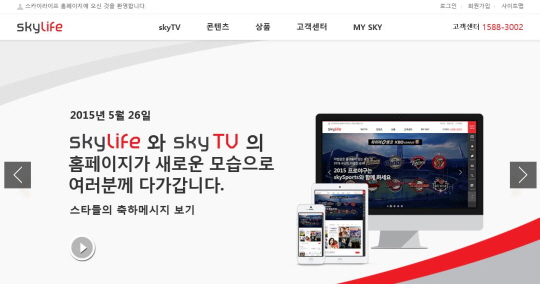 스카이라이프 홈페이지에 오신 것을 환영합니다.
로그인 회원가입 사이트맵
skylife
skyTV 콘텐츠 상품 고객센터 MY SKY
고객센터 1588-3002
2015년 5월 26일
skylife 와 sky TV 의
홈페이지가 새로운 모습으로
여러분께 다가갑니다.
스타들의 축하메시지 보기
skylife
2015 프로야구는
skySports와 함께 하세요